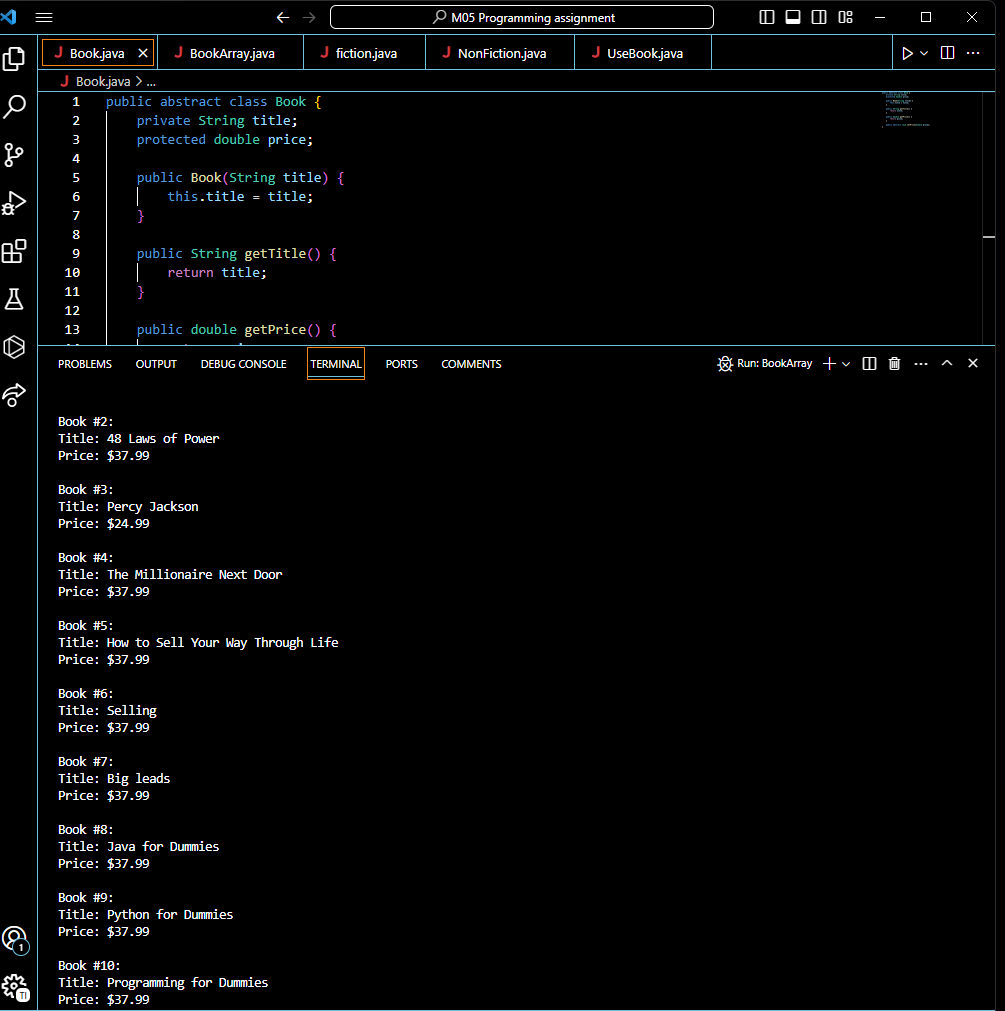 M05 Programming assignment
Book.java
BookArray.java
fiction.java
NonFiction.java
UseBook.java
Book.java > ...
1 public abstract class Book {
2 private String title;
3 protected double price;
4
5 public Book(String title) {
6 this.title = title;
7 }
8
9 public String getTitle() {
10 return title;
11 }
12
13 public double getPrice() {
PROBLEMS OUTPUT DEBUG CONSOLE TERMINAL PORTS COMMENTS Run: BookArray
Book #2:
Title: 48 Laws of Power
Price: $37.99
Book #3:
Title: Percy Jackson
Price: $24.99
Book #4:
Title: The Millionaire Next Door
Price: $37.99
Book #5:
Title: How to Sell Your Way Through Life
Price: $37.99
Book #6:
Title: Selling
Price: $37.99
Book #7:
Title: Big leads
Price: $37.99
Book #8:
Title: Java for Dummies
Price: $37.99
Book #9:
Title: Python for Dummies
Price: $37.99
Book #10:
Title: Programming for Dummies
Price: $37.99
1
TI